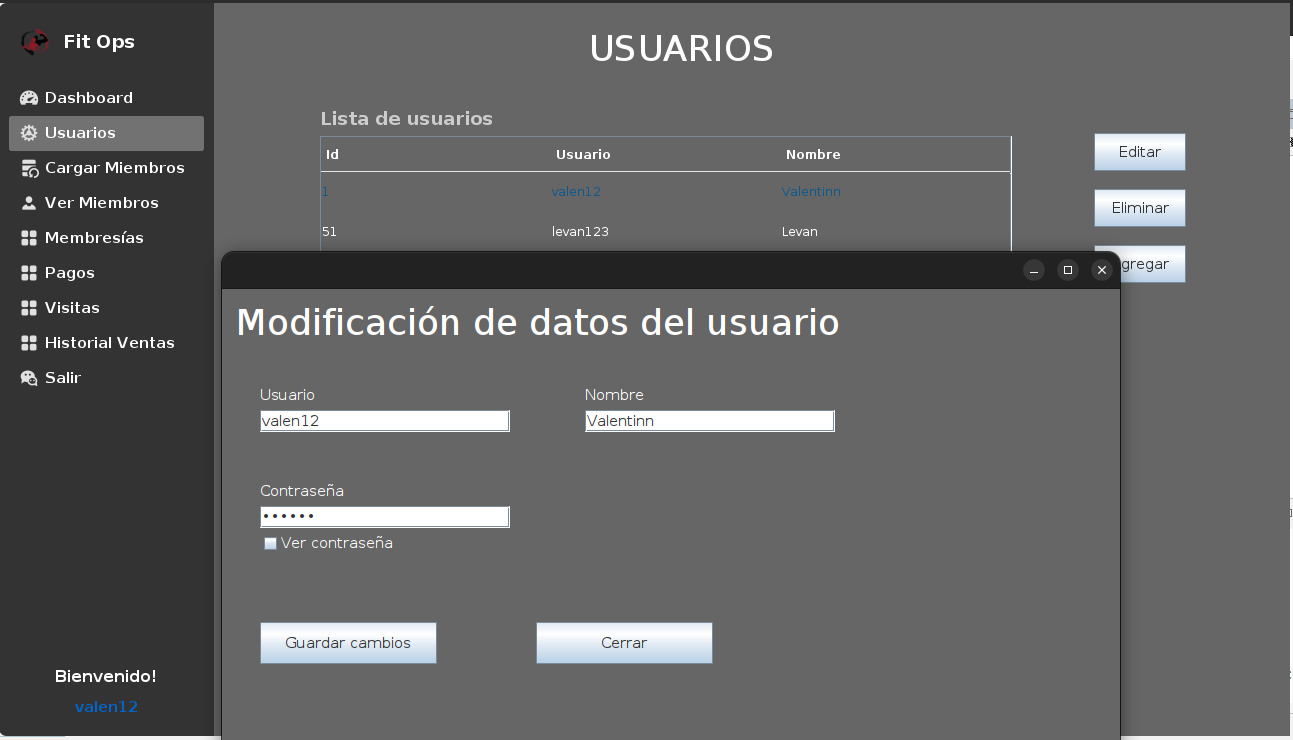 Fit Ops
Dashboard
Usuarios
Cargar Miembros
Ver Miembros
Membresías
Pagos
Visitas
Historial Ventas
Salir
Bienvenido!
valen12
USUARIOS
Lista de usuarios
Id Usuario Nombre
1 valen12 Valentinn
51 levan123 Levan
Editar
Eliminar
gregar
Modificación de datos del usuario
Usuario Nombre
valen12 Valentinn
Contraseña
••••••
Ver contraseña
Guardar cambios Cerrar